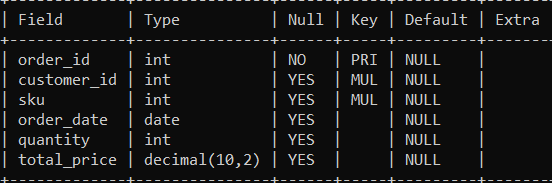 | Field | Type | Null | Key | Default | Extra
| order_id | int | NO | PRI | NULL |
| customer_id | int | YES | MUL | NULL |
| sku | int | YES | MUL | NULL |
| order_date | date | YES | | NULL |
| quantity | int | YES | | NULL |
| total_price | decimal(10,2) | YES | | NULL |